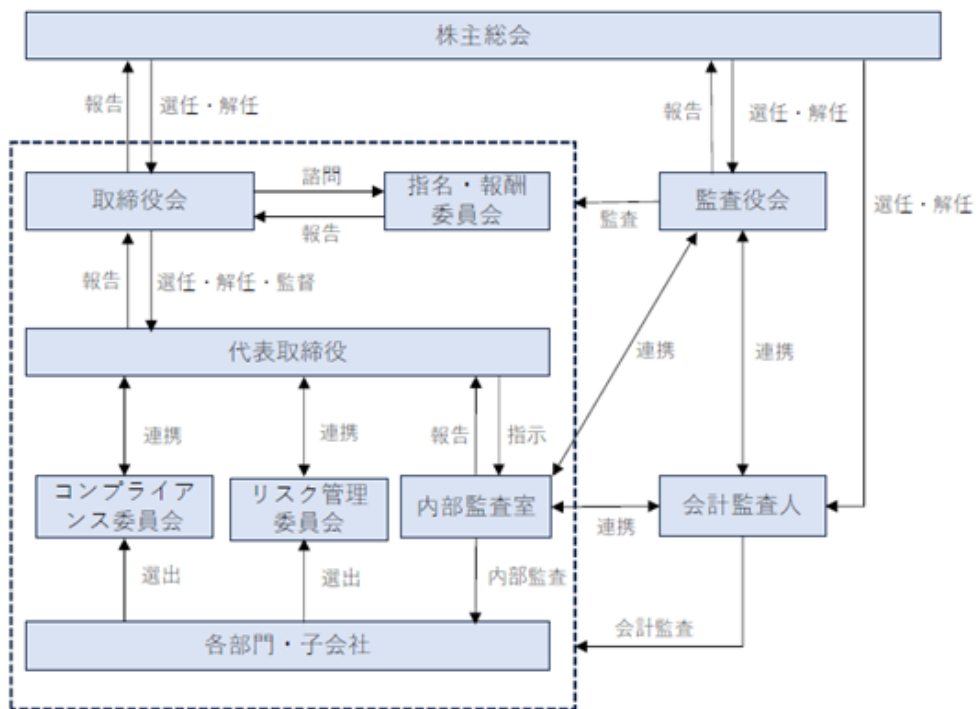 株主総会
報告
選任・解任
報告
選任・解任
選任・解任
取締役会
諮問
報告
指名・報酬
委員会
監査
監査役会
報告
選任・解任・監督
代表取締役
連携
連携
連携
連携
報告
指示
コンプライア
ンス委員会
リスク管理
委員会
内部監査室
連携
会計監査人
選出
選出
内部監査
会計監査
各部門・子会社